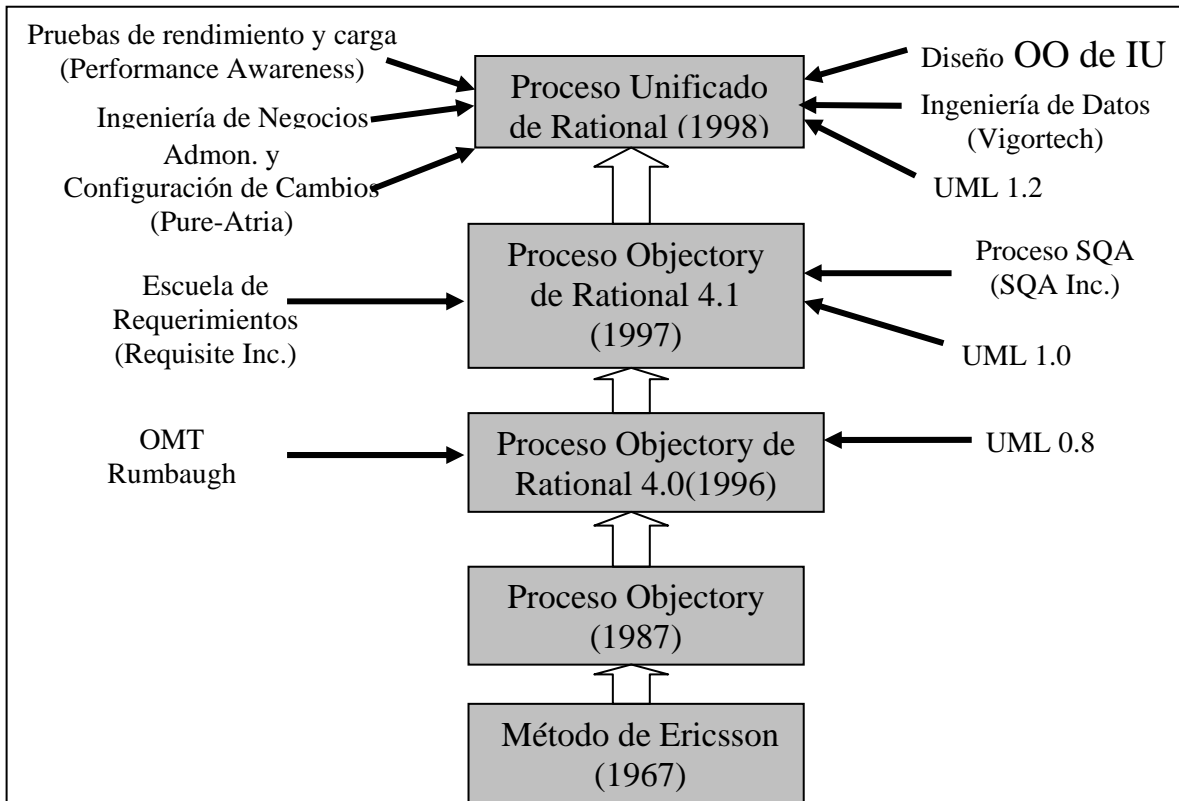 Pruebas de rendimiento y carga
(Performance Awareness)
Ingeniería de Negocios
Admon. y
Configuración de Cambios
(Pure-Atria)
Proceso Unificado
de Rational (1998)
Diseño OO de IU
Ingeniería de Datos
(Vigortech)
UML 1.2
Escuela de
Requerimientos
(Requisite Inc.)
Proceso Objectory
de Rational 4.1
(1997)
Proceso SQA
(SQA Inc.)
UML 1.0
OMT
Rumbaugh
Proceso Objectory de
Rational 4.0(1996)
UML 0.8
Proceso Objectory
(1987)
Método de Ericsson
(1967)